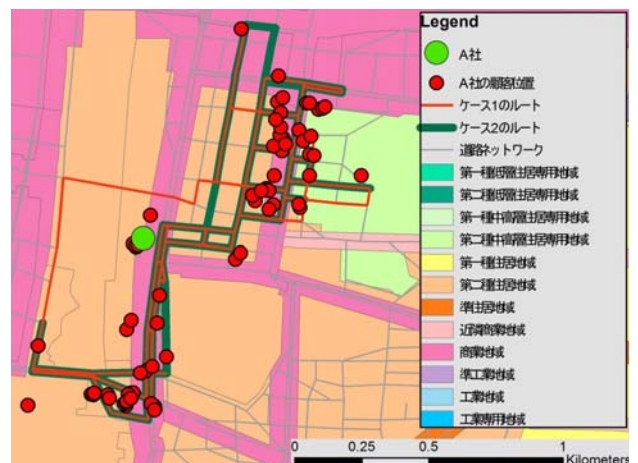 Legend
A社
A社の顧客位置
ケース1のルート
ケース2のルート
道路ネットワーク
第一種低層住居専用地域
第二種低層住居専用地域
第一種中高層住居専用地域
第二種中高層住居専用地域
第一種住居地域
第二種住居地域
準住居地域
近隣商業地域
商業地域
準工業地域
工業地域
工業専用地域
0 0.25 0.5 1
Kilometers